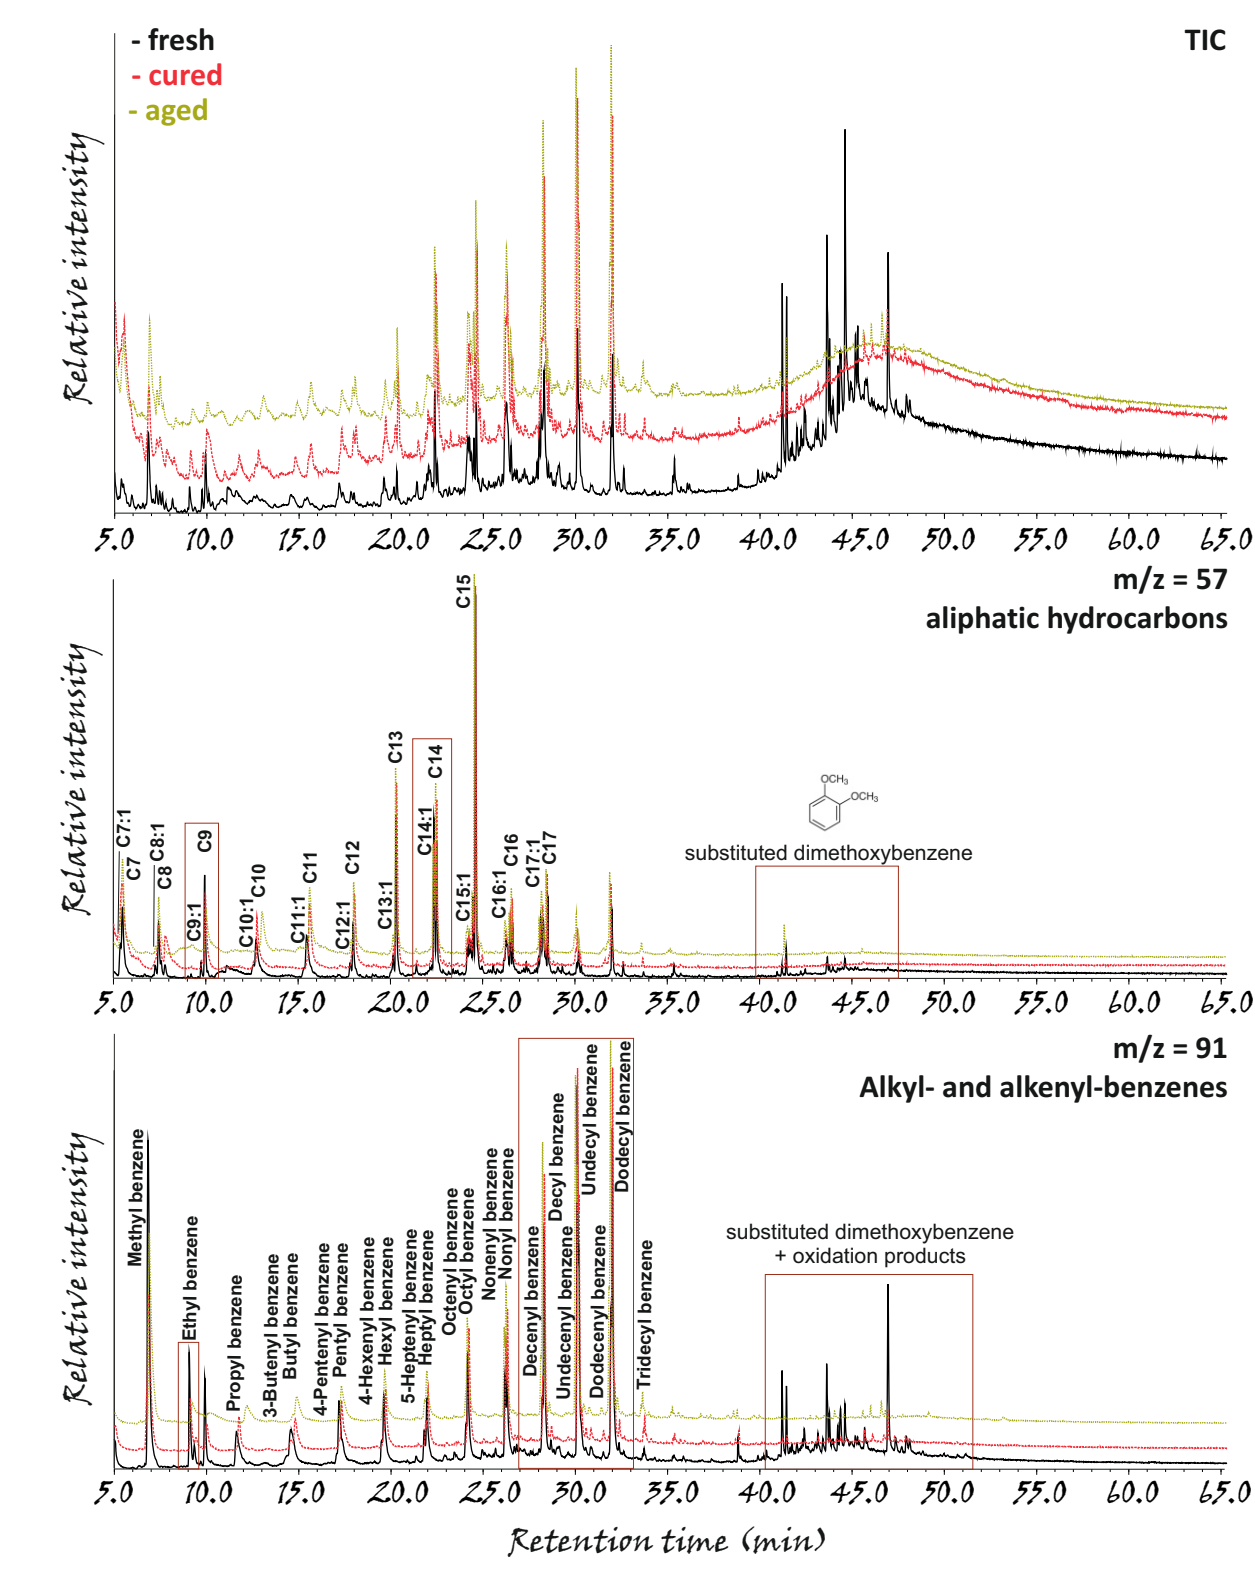 - fresh
- cured
- aged
TIC
Relative intensity
5.0 10.0 15.0 20.0 25.0 30.0 35.0 40.0 45.0 50.0 55.0 60.0 65.0
m/z = 57
aliphatic hydrocarbons
Relative intensity
C7:1
C7
C8:1
C8
C9:1
C9
C10:1
C10
C11:1
C11
C12:1
C12
C13:1
C13
C14:1
C14
C15:1
C15
C16:1
C16
C17:1
C17
OCH₃
OCH₃
substituted dimethoxybenzene
5.0 10.0 15.0 20.0 25.0 30.0 35.0 40.0 45.0 50.0 55.0 60.0 65.0
m/z = 91
Alkyl- and alkenyl-benzenes
Relative intensity
Methyl benzene
Ethyl benzene
Propyl benzene
3-Butenyl benzene
Butyl benzene
4-Pentenyl benzene
Pentyl benzene
4-Hexenyl benzene
Hexyl benzene
5-Heptenyl benzene
Heptyl benzene
Octenyl benzene
Octyl benzene
Nonenyl benzene
Nonyl benzene
Decenyl benzene
Decyl benzene
Undecenyl benzene
Undecyl benzene
Dodecenyl benzene
Dodecyl benzene
Tridecyl benzene
substituted dimethoxybenzene
+ oxidation products
5.0 10.0 15.0 20.0 25.0 30.0 35.0 40.0 45.0 50.0 55.0 60.0 65.0
Retention time (min)